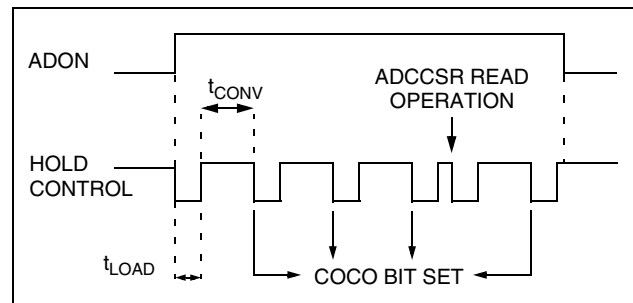 ADON
tCONV
ADCCSR READ
OPERATION
HOLD
CONTROL
tLOAD
COCO BIT SET